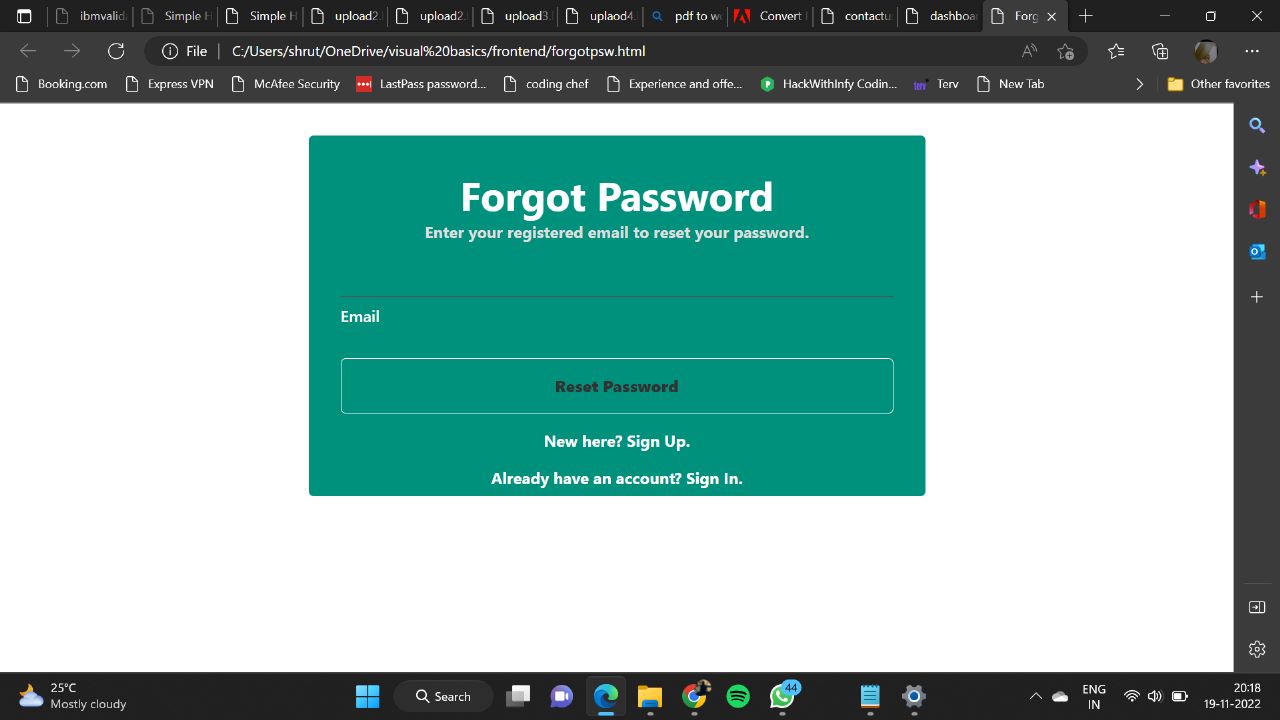 ibmvalid. Simple H Simple H upload2. upload2. upload3. uplaod4. pdf to wo Convert contactu dashboa Forg
File C:/Users/shrut/OneDrive/visual%20basics/frontend/forgotpsw.html
Booking.com Express VPN McAfee Security LastPass password... coding chef Experience and offe... HackWithInfy Codin... terv Terv New Tab Other favorites
Forgot Password
Enter your registered email to reset your password.
Email
Reset Password
New here? Sign Up.
Already have an account? Sign In.
25°C
Mostly cloudy
Search
44
ENG
IN
20:18
19-11-2022